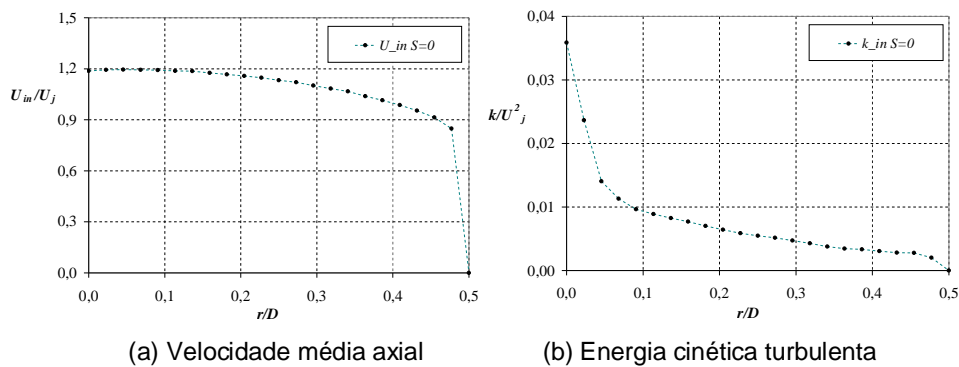 1,5
1,2
0,9
0,6
0,3
0,0
U_in/U_j
U_in S=0
0,0 0,1 0,2 0,3 0,4 0,5
r/D
(a) Velocidade média axial
0,04
0,03
0,02
0,01
0,00
k/U²_j
k_in S=0
0,0 0,1 0,2 0,3 0,4 0,5
r/D
(b) Energia cinética turbulenta